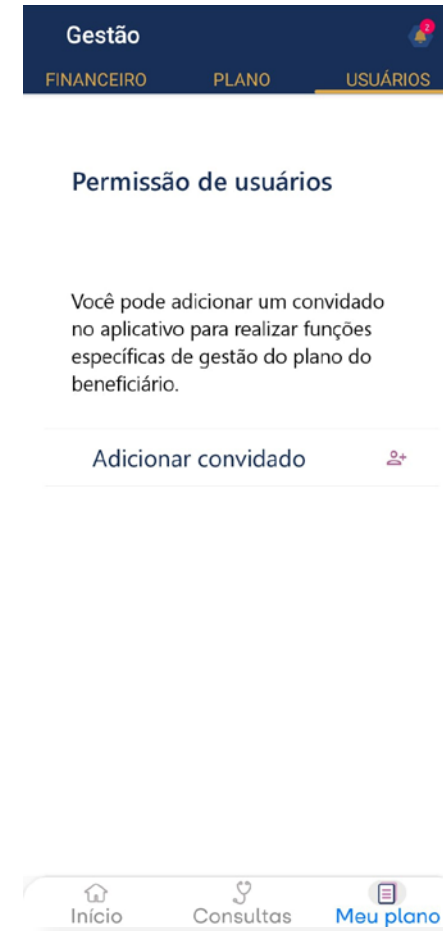 Gestão
2
FINANCEIRO PLANO USUÁRIOS
Permissão de usuários
Você pode adicionar um convidado
no aplicativo para realizar funções
específicas de gestão do plano do
beneficiário.
Adicionar convidado
Início Consultas Meu plano